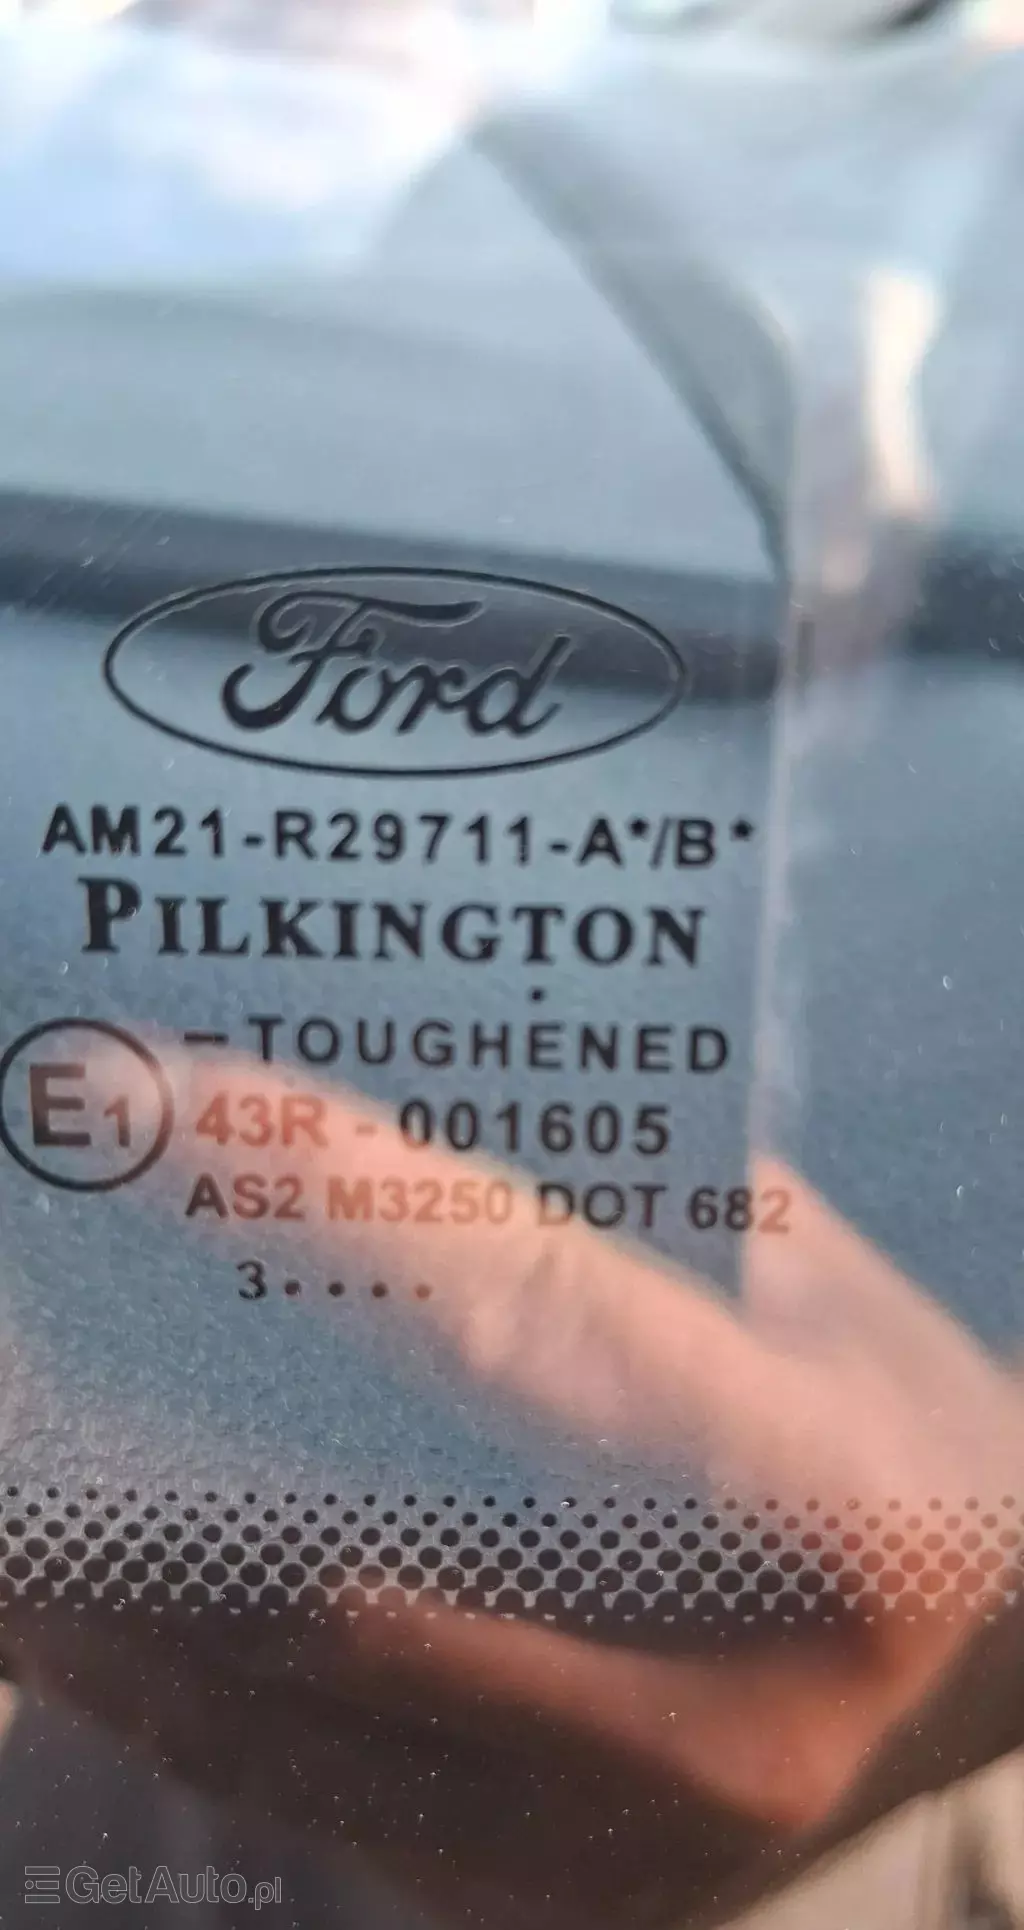 Ford
AM21-R29711-A*/B*
PILKINGTON
TOUGHENED
E1 43R - 001605
AS2 M3250 DOT 682
3....
GetAuto.pl